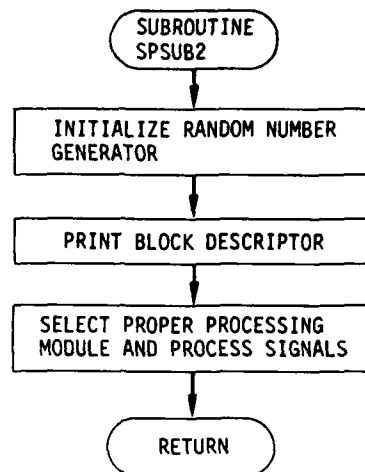 SUBROUTINE
SPSUB2
INITIALIZE RANDOM NUMBER
GENERATOR
PRINT BLOCK DESCRIPTOR
SELECT PROPER PROCESSING
MODULE AND PROCESS SIGNALS
RETURN